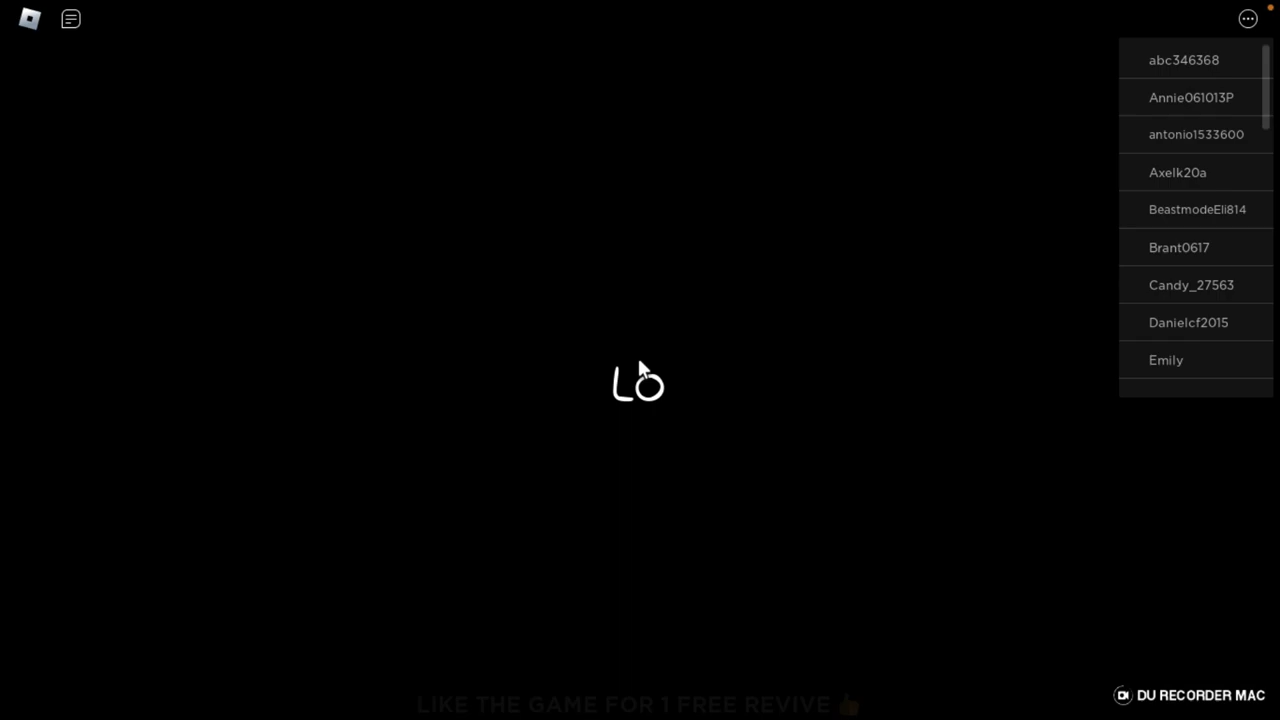 abc346368
Annie061013P
antonio1533600
Axelk20a
BeastmodeEli814
Brant0617
Candy_27563
Danielcf2015
Emily
LO
LIKE THE GAME FOR 1 FREE REVIVE 👍
DU RECORDER MAC